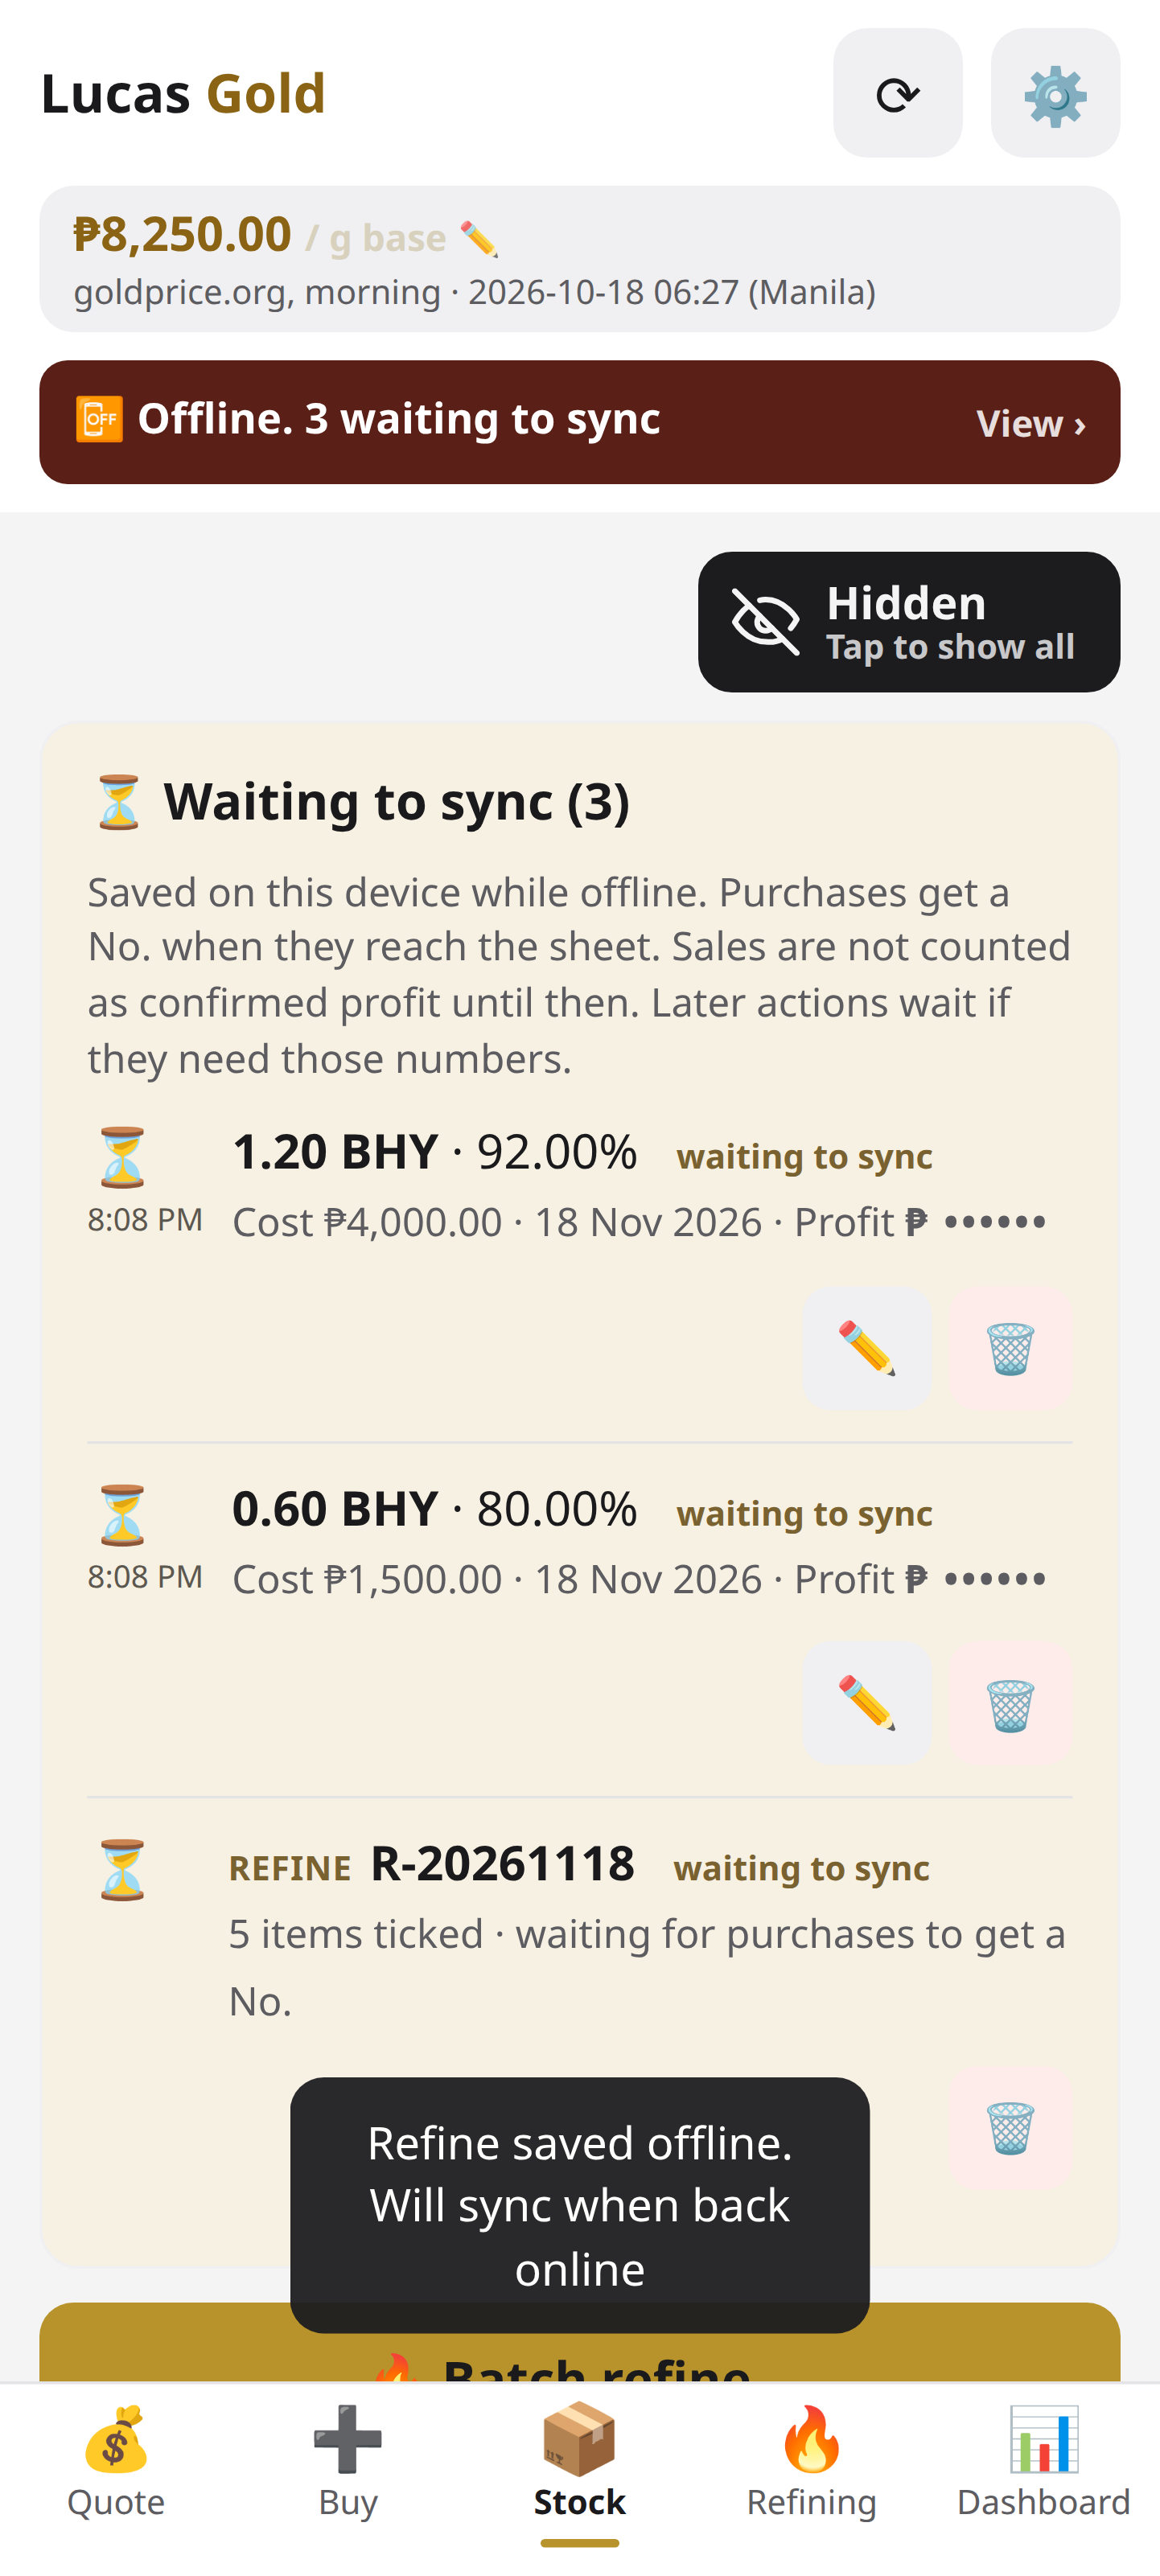 Lucas Gold
₱8,250.00 / g base
goldprice.org, morning · 2026-10-18 06:27 (Manila)
OFF Offline. 3 waiting to sync
View ›
Hidden
Tap to show all
Waiting to sync (3)
Saved on this device while offline. Purchases get a
No. when they reach the sheet. Sales are not counted
as confirmed profit until then. Later actions wait if
they need those numbers.
1.20 BHY · 92.00% waiting to sync
8:08 PM Cost ₱4,000.00 · 18 Nov 2026 · Profit ₱ ••••••
0.60 BHY · 80.00% waiting to sync
8:08 PM Cost ₱1,500.00 · 18 Nov 2026 · Profit ₱ ••••••
REFINE R-20261118 waiting to sync
5 items ticked · waiting for purchases to get a
No.
Refine saved offline.
Will sync when back
online
Batch refine
Quote
Buy
Stock
Refining
Dashboard